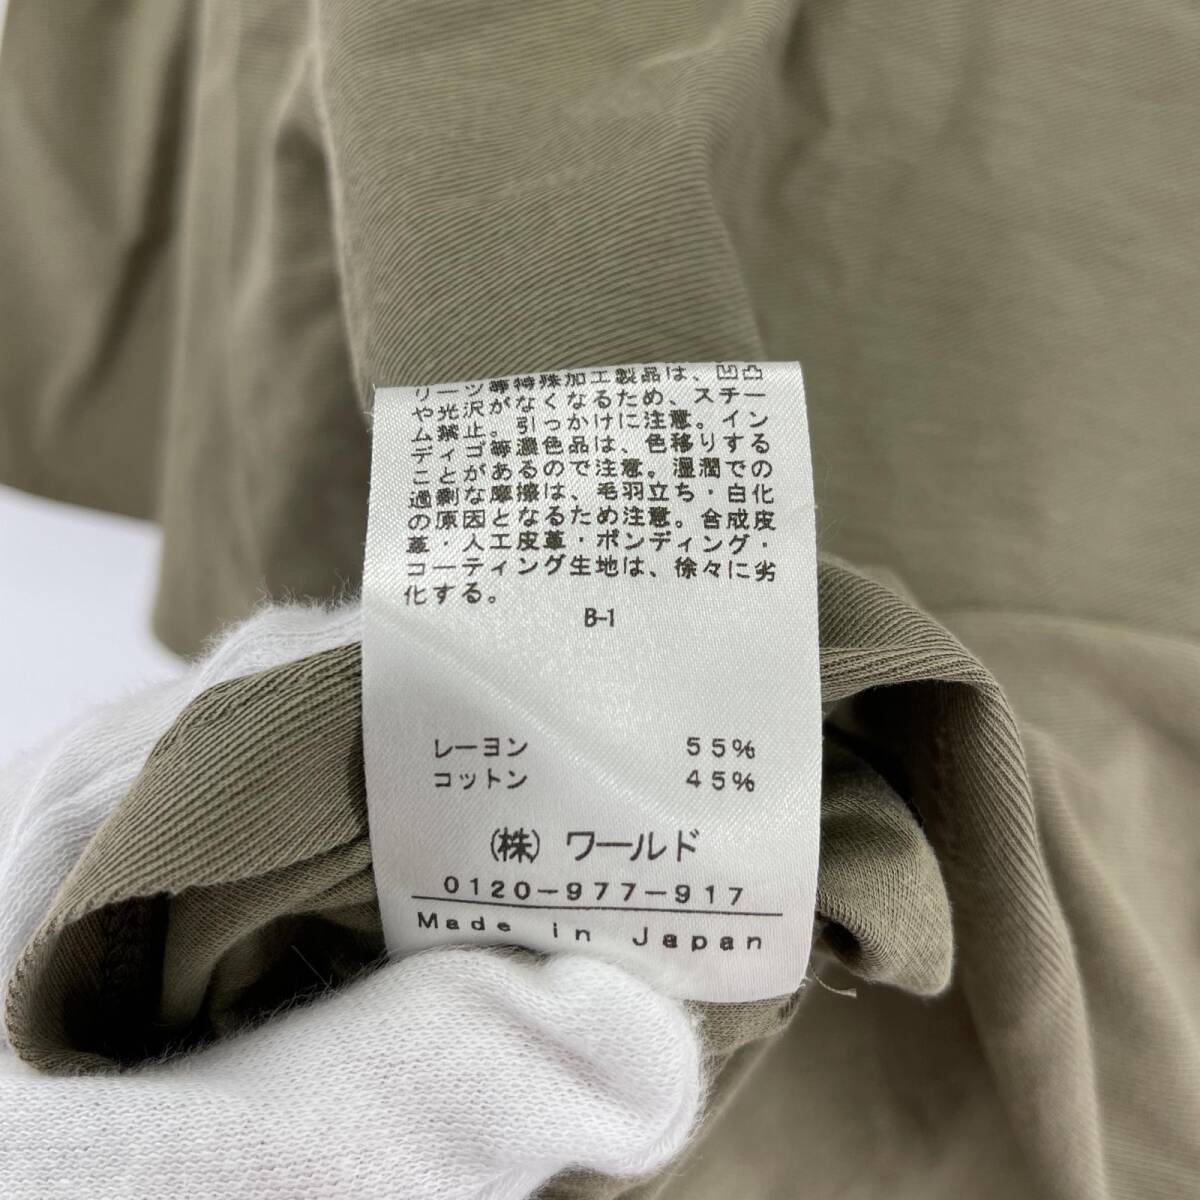 リーツ等特殊加工製品は、凹凸
や光沢がなくなるため、スチー
ム禁止。引っかけに注意。イン
ディゴ等濃色品は、色移りする
ことがあるので注意。湿潤での
過剰な摩擦は、毛羽立ち・白化
の原因となるため注意。合成皮
革・人工皮革・ボンディング・
コーティング生地は、徐々に劣
化する。
B-1
レーヨン 55%
コットン 45%
(株) ワールド
0120-977-917
Made in Japan